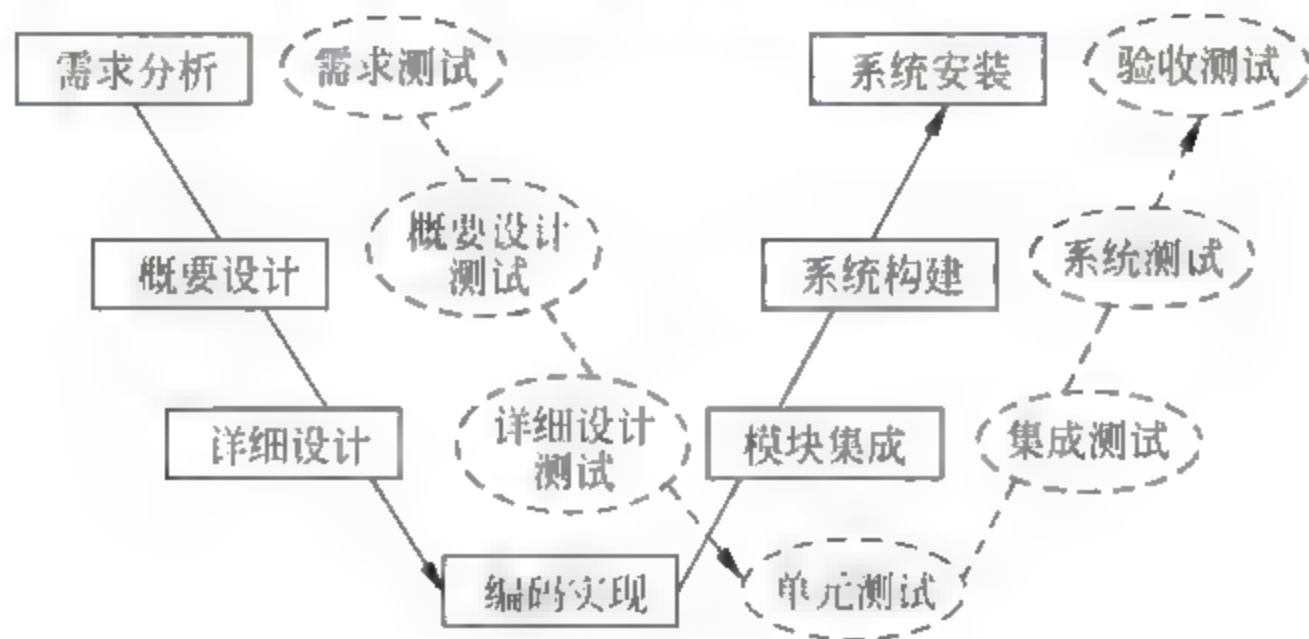 需求分析
需求测试
系统安装
验收测试
概要设计
概要设计
测试
系统构建
系统测试
详细设计
详细设计
测试
模块集成
集成测试
编码实现
单元测试